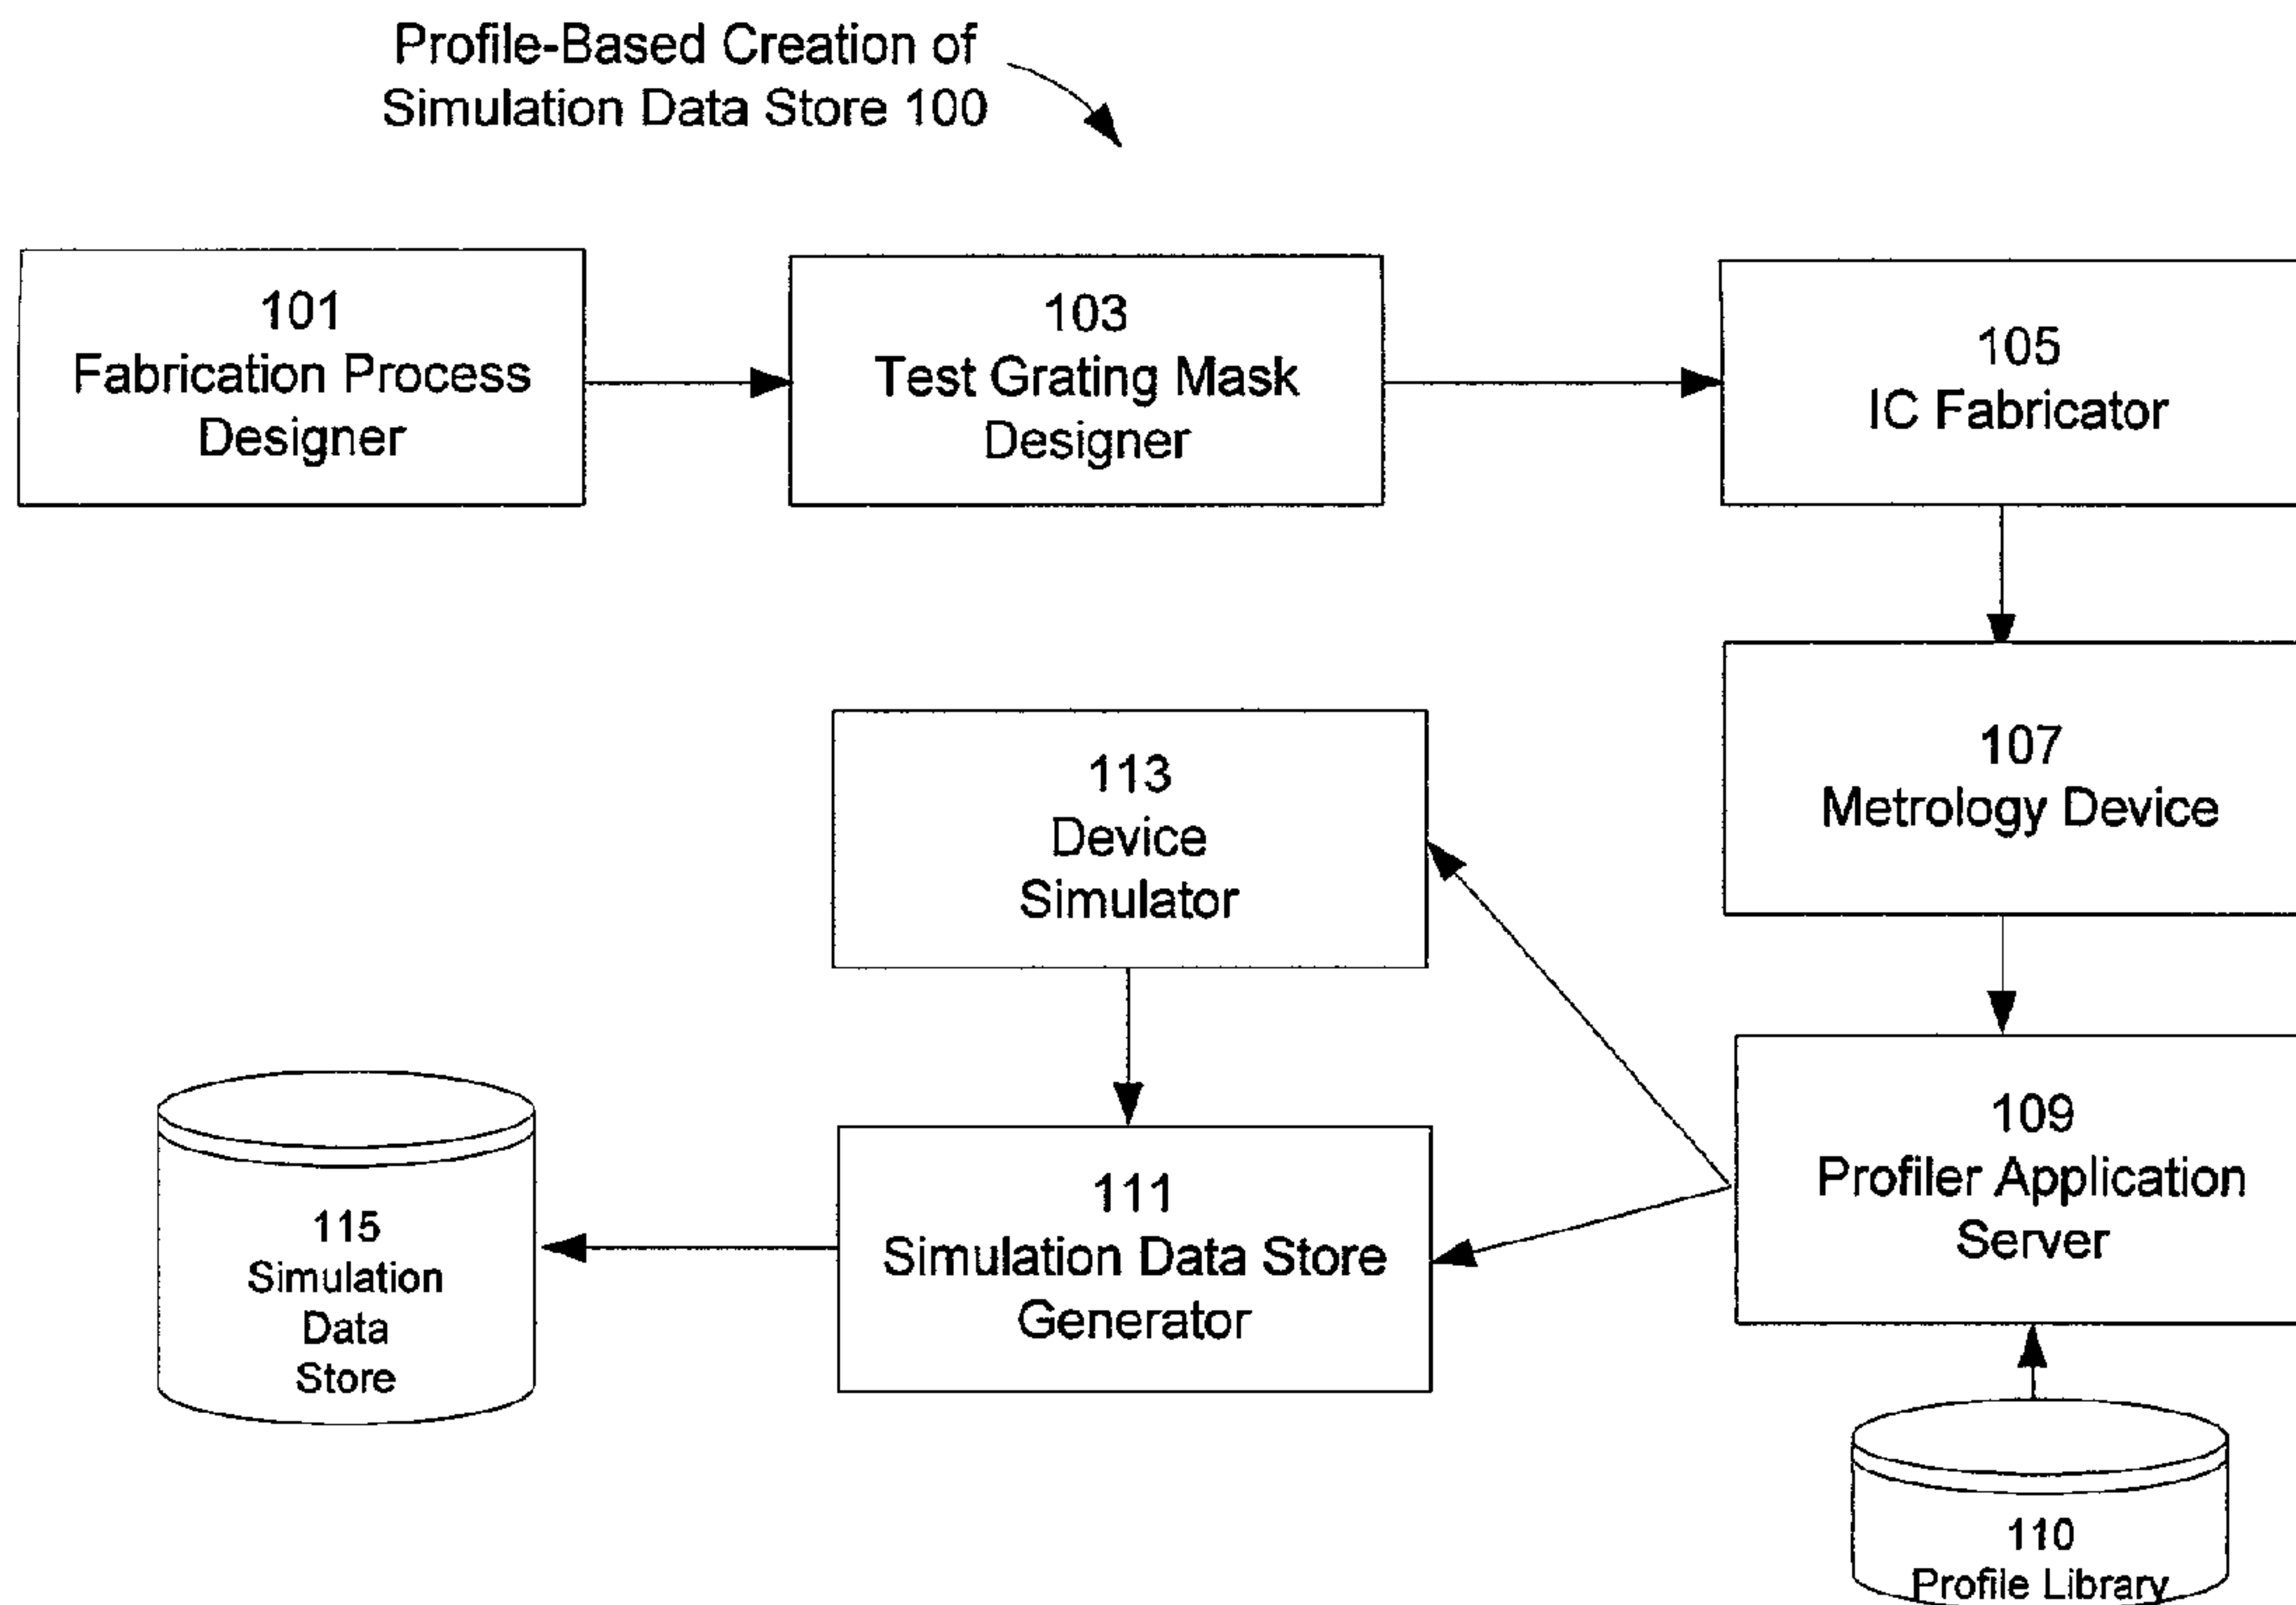 Profile-Based Creation of
Simulation Data Store 100
101
Fabrication Process
Designer
103
Test Grating Mask
Designer
105
IC Fabricator
107
Metrology Device
113
Device
Simulator
109
Profiler Application
Server
111
Simulation Data Store
Generator
115
Simulation
Data
Store
110
Profile Library